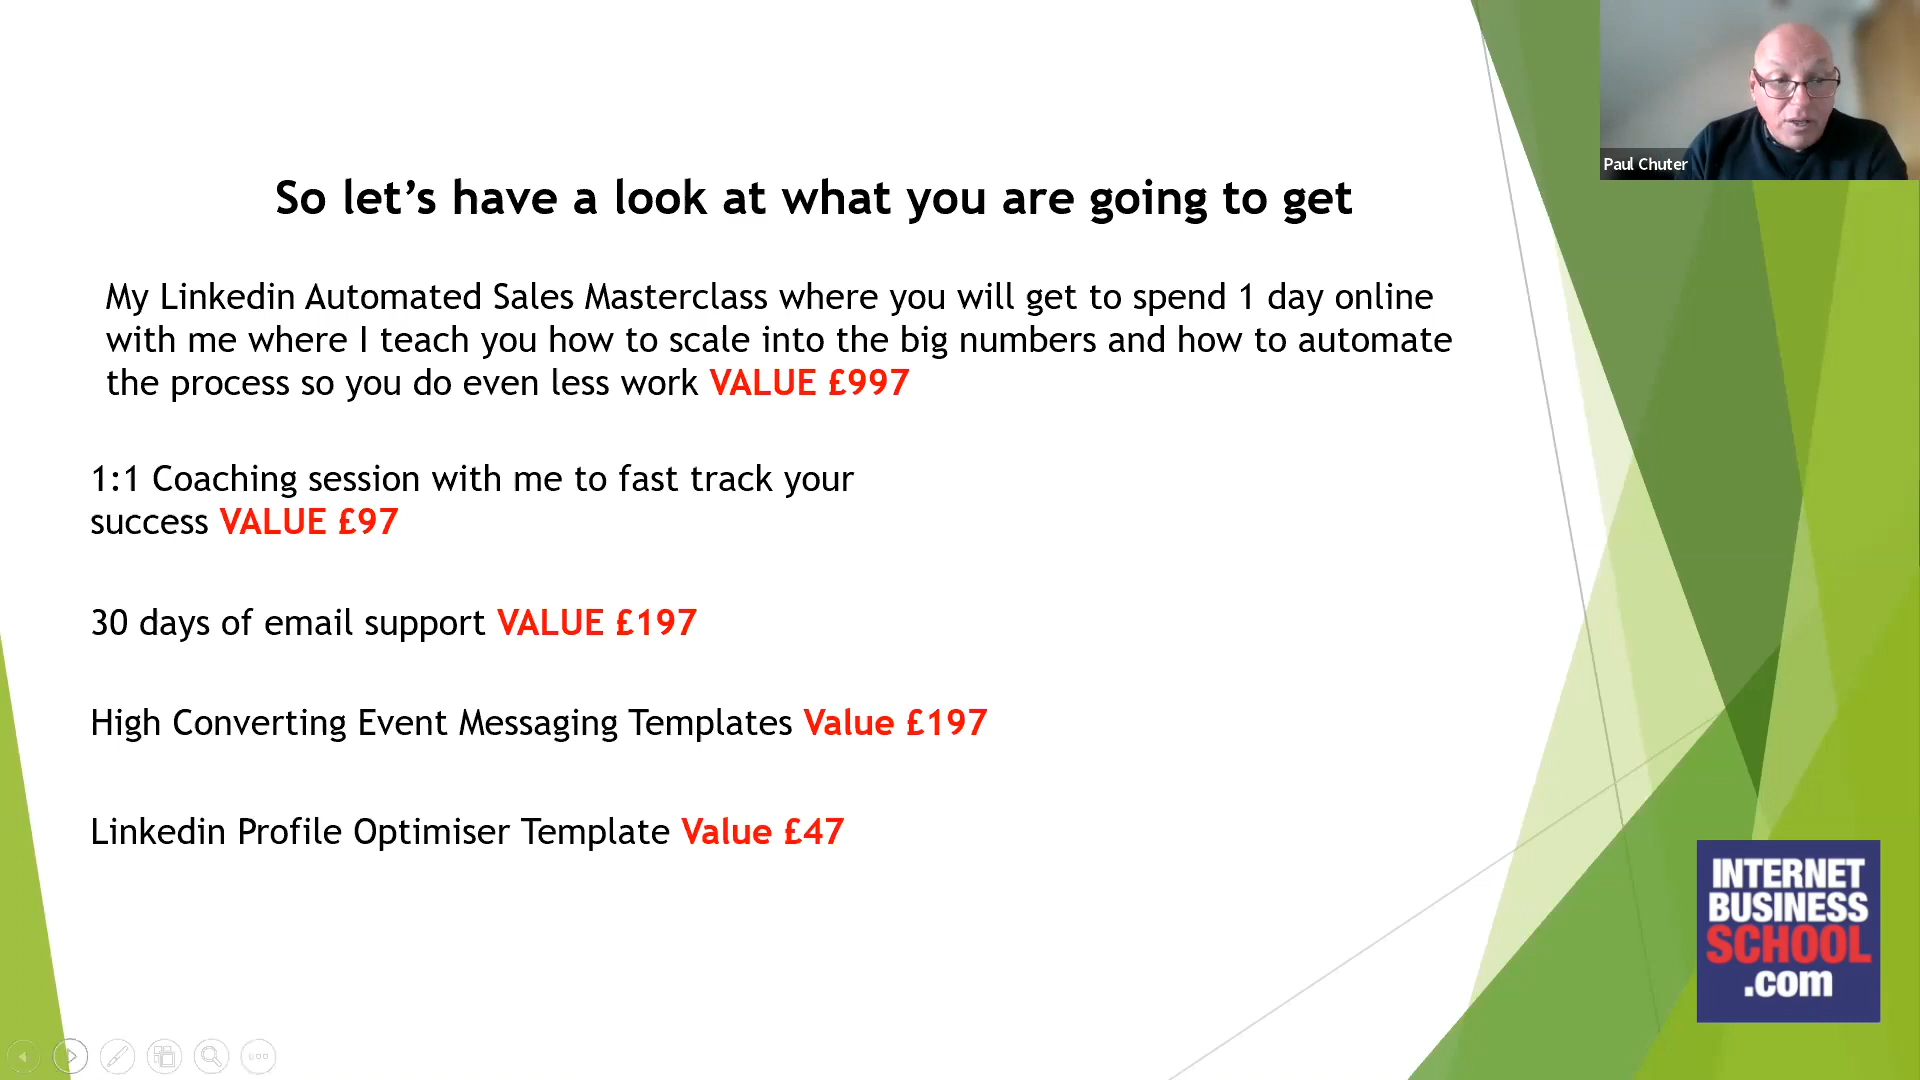 Paul Chuter
So let’s have a look at what you are going to get
My Linkedin Automated Sales Masterclass where you will get to spend 1 day online
with me where I teach you how to scale into the big numbers and how to automate
the process so you do even less work VALUE £997
1:1 Coaching session with me to fast track your
success VALUE £97
30 days of email support VALUE £197
High Converting Event Messaging Templates Value £197
Linkedin Profile Optimiser Template Value £47
INTERNET
BUSINESS
SCHOOL
.com